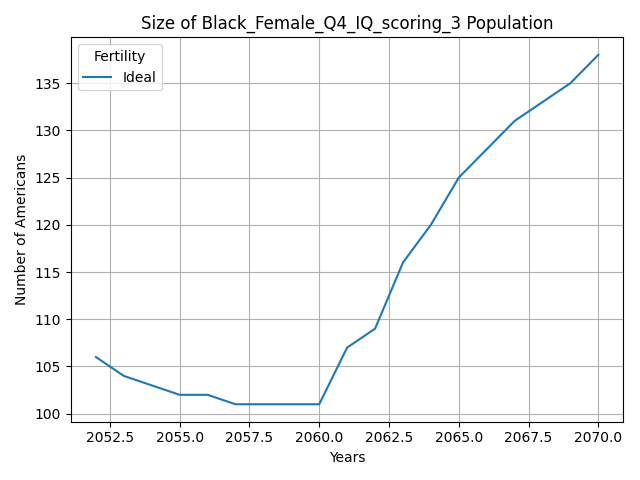 Size of Black_Female_Q4_IQ_scoring_3 Population
Fertility
Ideal
Number of Americans
135
130
125
120
115
110
105
100
2052.5 2055.0 2057.5 2060.0 2062.5 2065.0 2067.5 2070.0
Years